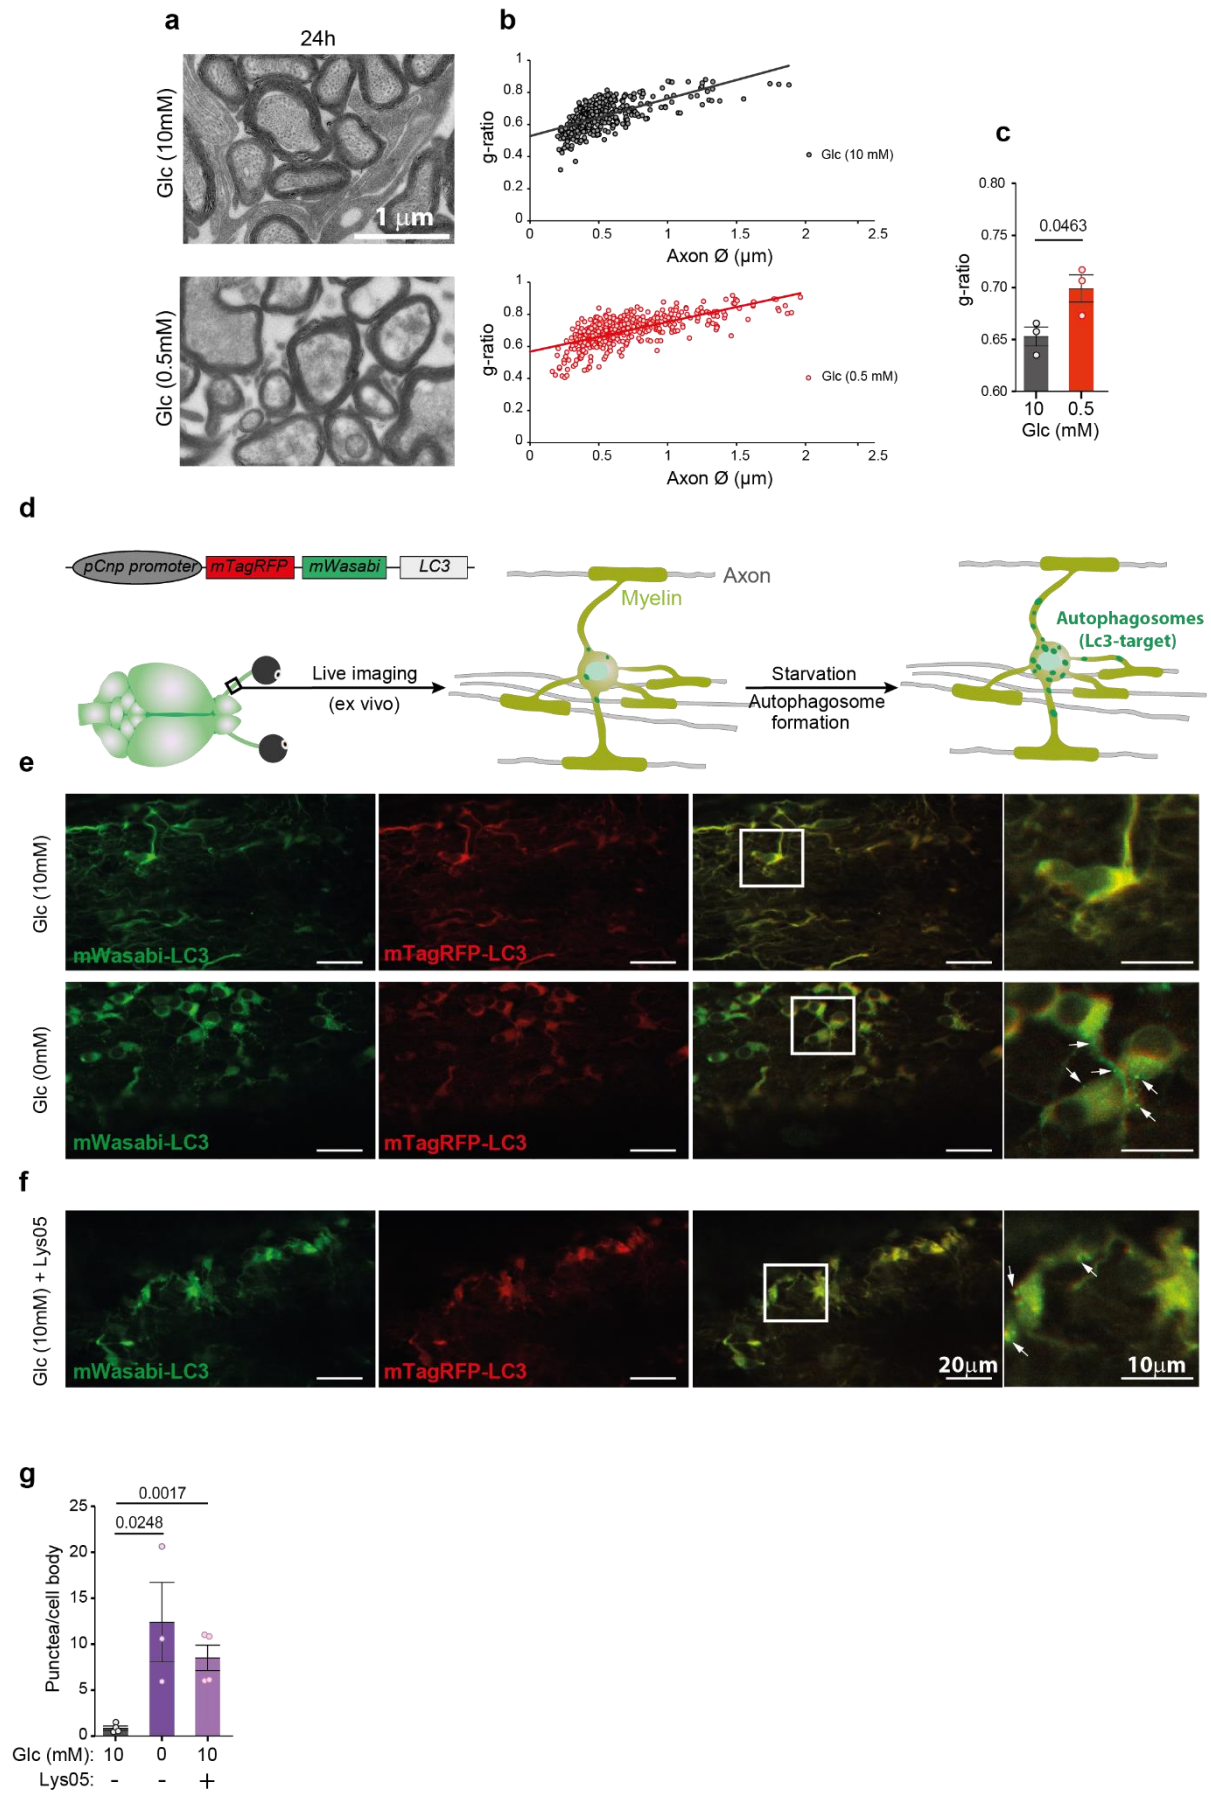 a
24h
Glc (10mM)
1 µm
Glc (0.5mM)
b
1
0.8
0.6
0.4
0.2
0
g-ratio
Glc (10 mM)
0
0.5
1
1.5
2
2.5
Axon Ø (µm)
1
0.8
0.6
0.4
0.2
0
g-ratio
Glc (0.5 mM)
0
0.5
1
1.5
2
2.5
Axon Ø (µm)
c
0.80
0.75
0.70
0.65
0.60
g-ratio
0.0463
10
0.5
Glc (mM)
d
pCnp promoter
mTagRFP
mWasabi
LC3
Live imaging
(ex vivo)
Axon
Myelin
Starvation
Autophagosome
formation
Autophagosomes
(Lc3-target)
e
Glc (10mM)
mWasabi-LC3
mTagRFP-LC3
Glc (0mM)
mWasabi-LC3
mTagRFP-LC3
f
Glc (10mM) + Lys05
mWasabi-LC3
mTagRFP-LC3
20µm
10µm
g
0.0017
0.0248
25
20
15
10
5
0
Punctea/cell body
Glc (mM): 10 0 10
Lys05: - - +